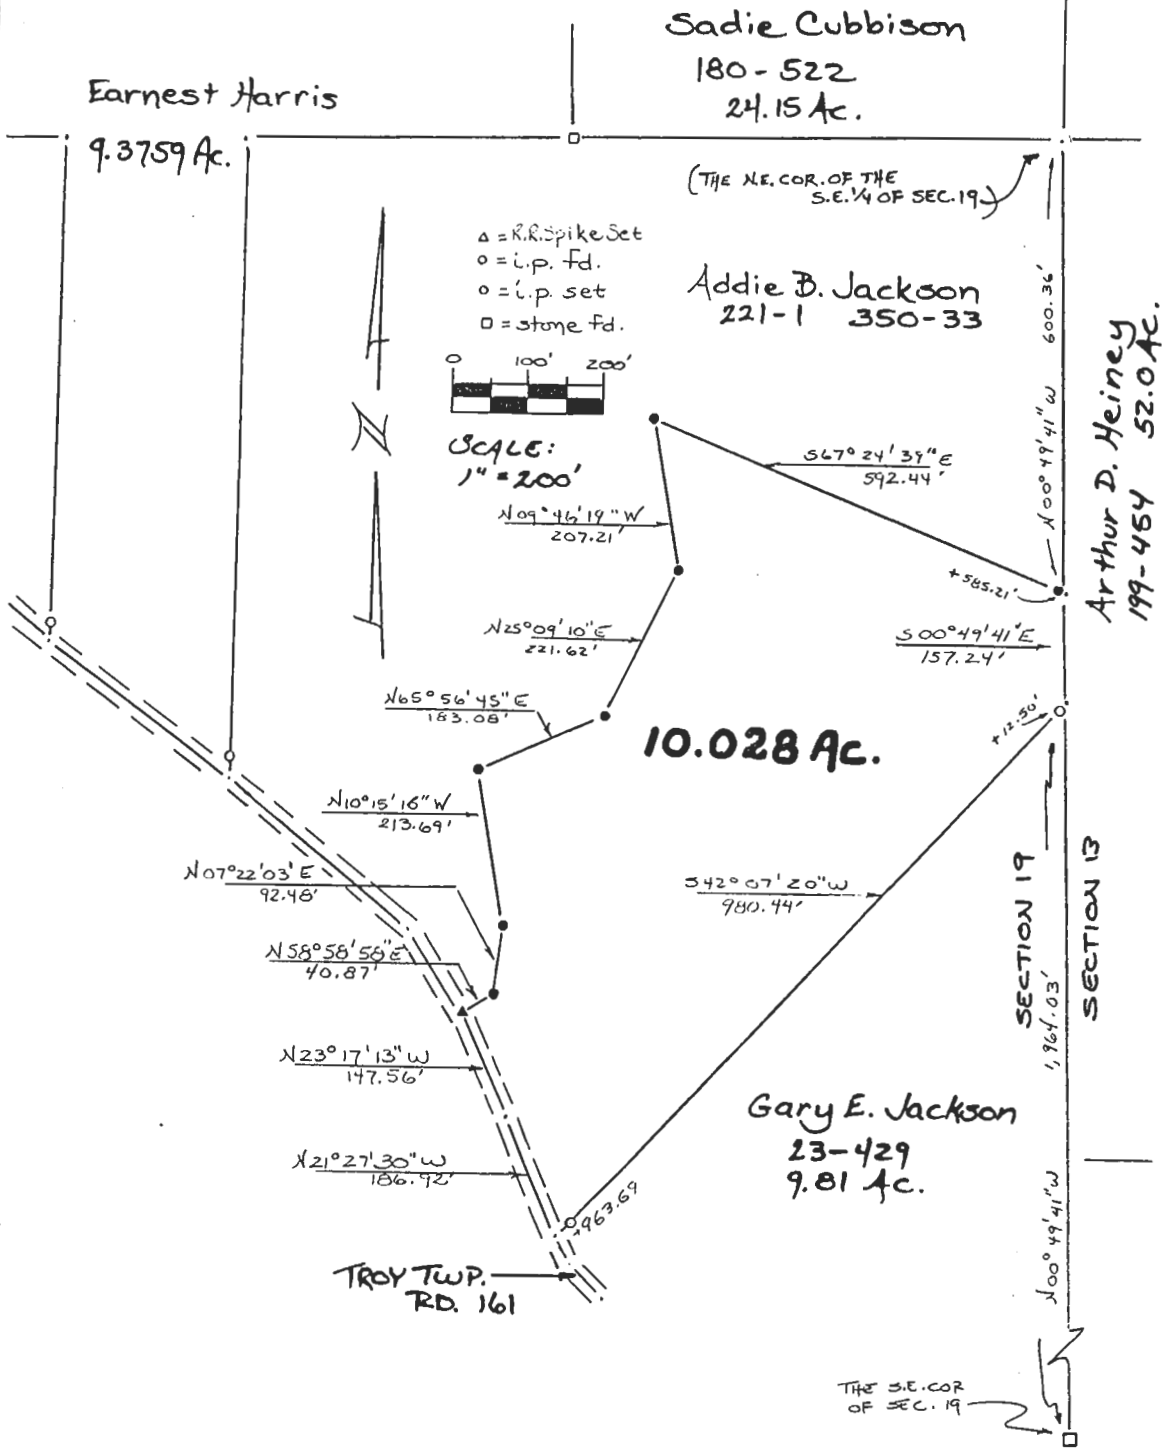 Sadie Cubbison
180-522
24.15 Ac.
Earnest Harris
9.3759 Ac.
(THE N.E. COR. OF THE
S.E. 1/4 OF SEC. 19)
△ = R.R. Spike Set
o = i.p. fd.
o = i.p. set
□ = stone fd.
Addie B. Jackson
221-1 350-33
600.36'
N00°49'41"W
Arthur D. Heiney
199-454 52.0 Ac.
0 100' 200'
N
SCALE:
1" = 200'
S67°24'39"E
592.44'
N09°46'19"W
207.21'
+585.21'
N25°09'10"E
221.62'
S00°49'41"E
157.24'
N65°56'45"E
183.08'
+12.50'
10.028 Ac.
N10°15'16"W
213.69'
N07°22'03'E
92.48'
S42°07'20"W
980.44'
SECTION 19
SECTION 13
N58°58'58"E
40.87'
1,964.03'
N23°17'13"W
147.56'
Gary E. Jackson
23-429
9.81 Ac.
N21°27'30"W
186.92'
+963.69
N00°49'41"W
TROY TWP.
RD. 161
THE S.E. COR
OF SEC. 19